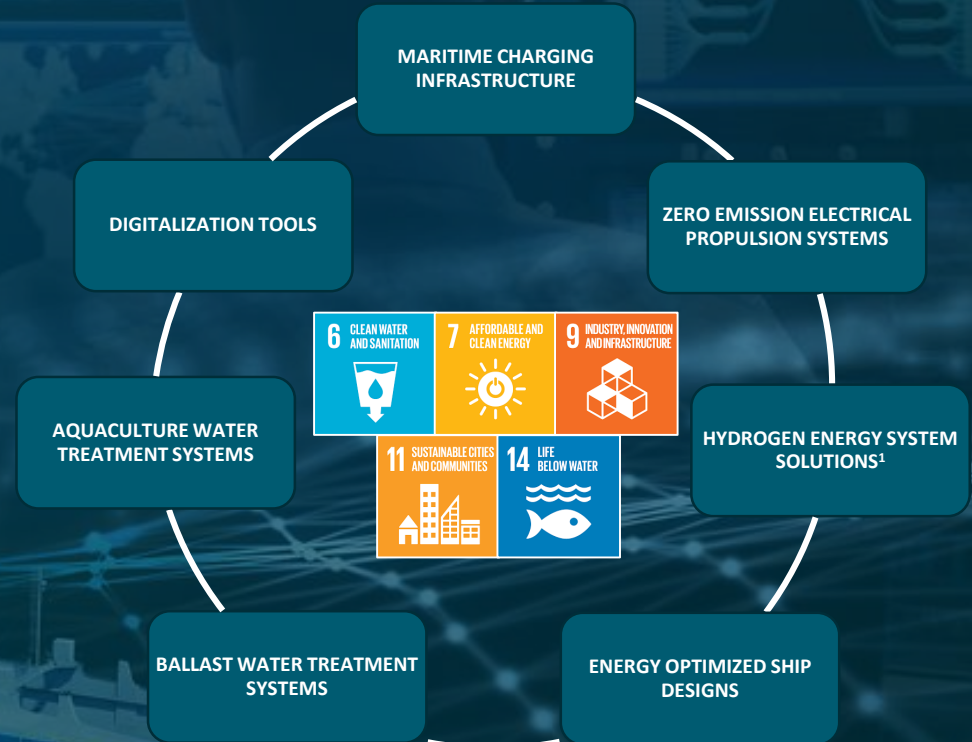 MARITIME CHARGING
INFRASTRUCTURE
ZERO EMISSION ELECTRICAL
PROPULSION SYSTEMS
HYDROGEN ENERGY SYSTEM
SOLUTIONS¹
ENERGY OPTIMIZED SHIP
DESIGNS
BALLAST WATER TREATMENT
SYSTEMS
AQUACULTURE WATER
TREATMENT SYSTEMS
DIGITALIZATION TOOLS
6 CLEAN WATER
AND SANITATION
7 AFFORDABLE AND
CLEAN ENERGY
9 INDUSTRY, INNOVATION
AND INFRASTRUCTURE
11 SUSTAINABLE CITIES
AND COMMUNITIES
14 LIFE
BELOW WATER